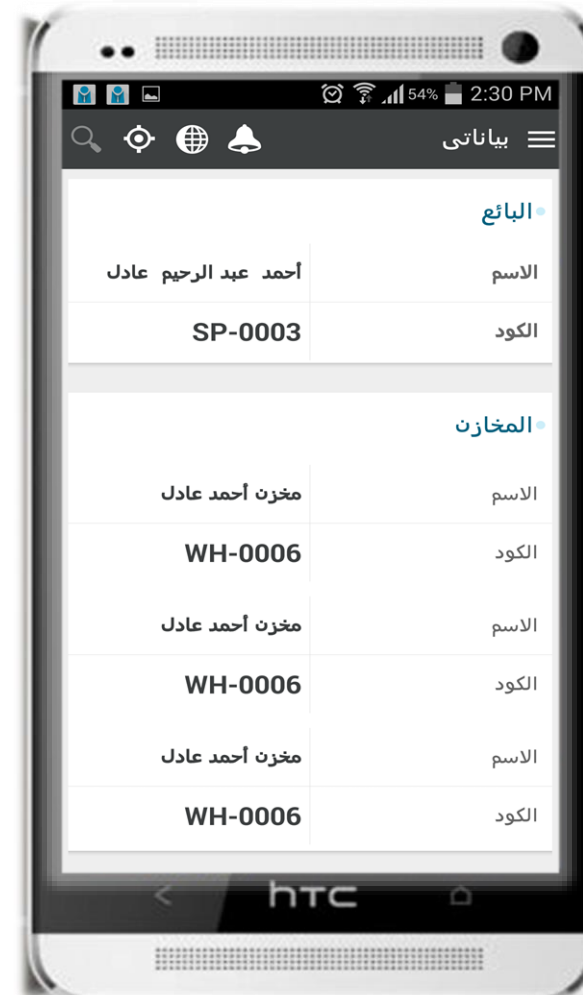 54% 2:30 PM
بياناتى
البائع
الاسم أحمد عبد الرحيم عادل
الكود SP-0003
المخازن
الاسم مخزن أحمد عادل
الكود WH-0006
الاسم مخزن أحمد عادل
الكود WH-0006
الاسم مخزن أحمد عادل
الكود WH-0006
hTC